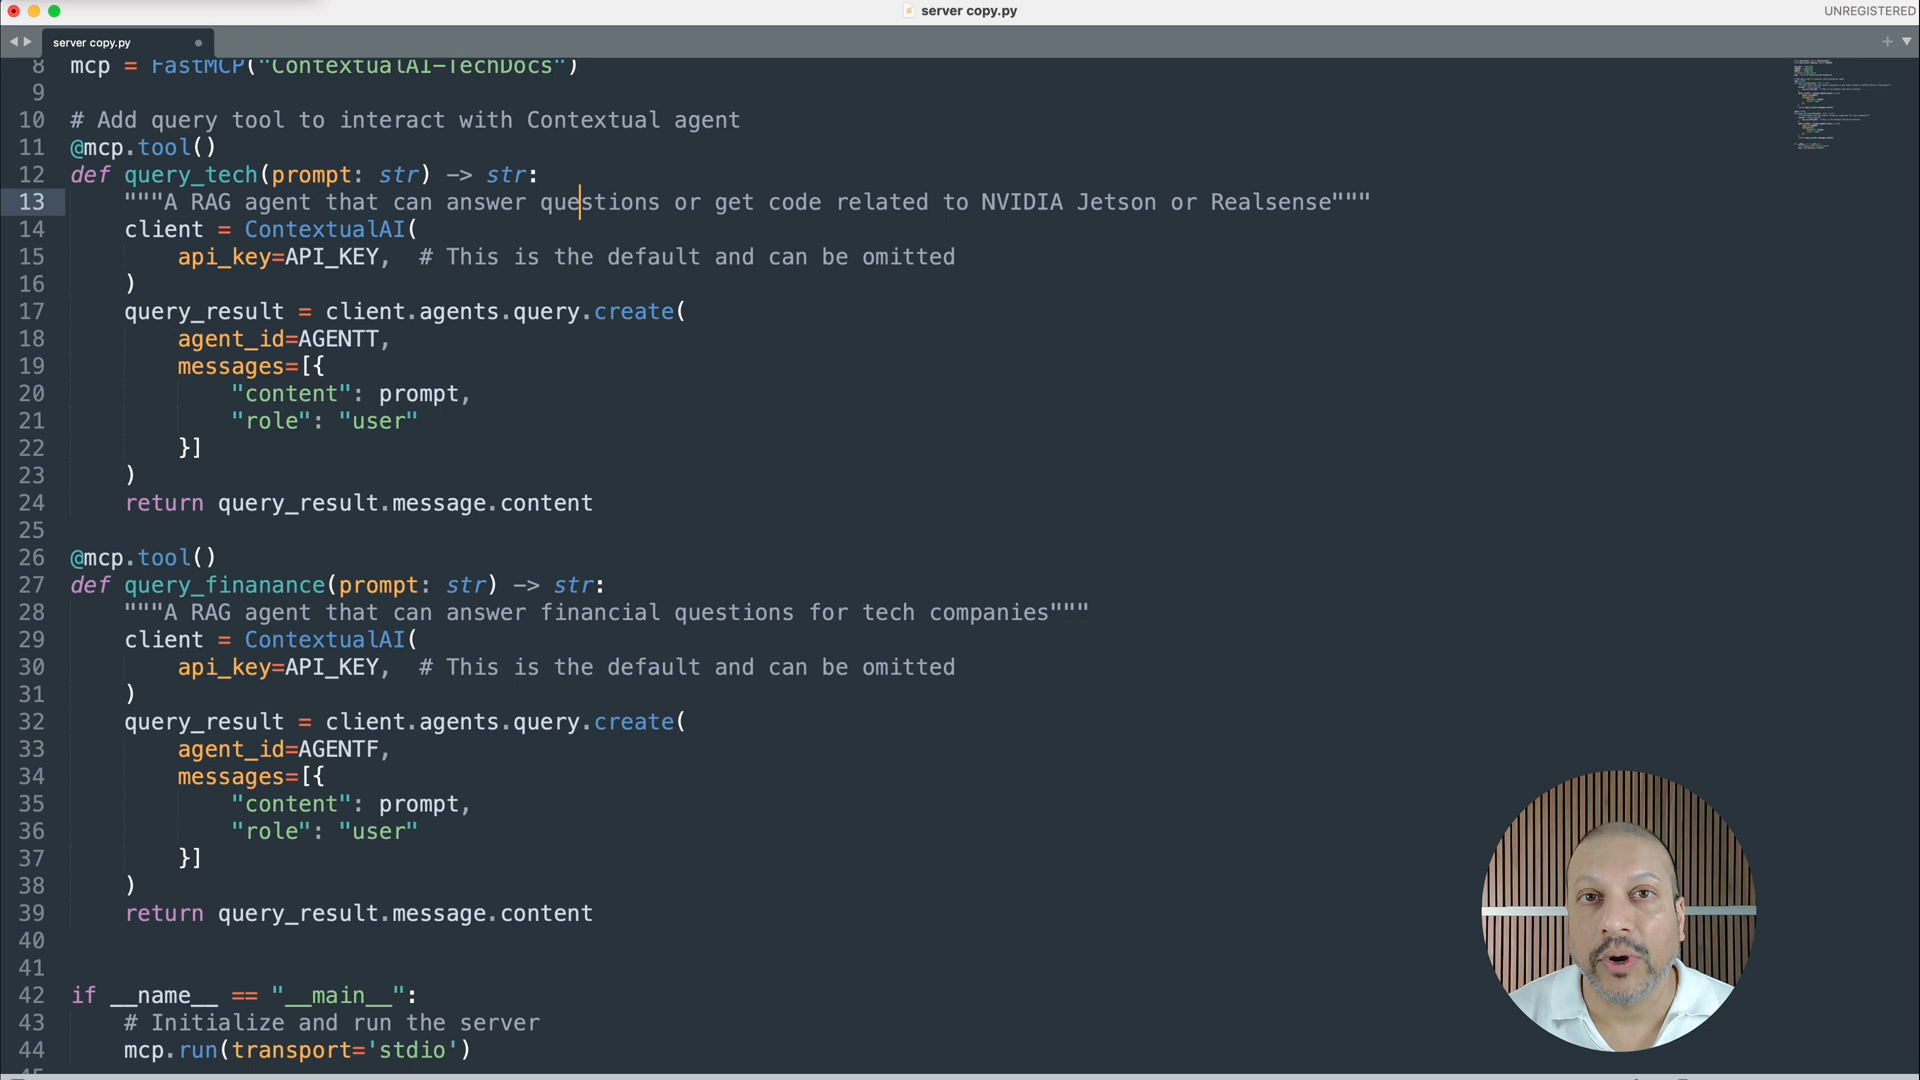 server copy.py
UNREGISTERED
server copy.py
8 mcp = FastMCP("ContextualAI-TechDocs")
9
10 # Add query tool to interact with Contextual agent
11 @mcp.tool()
12 def query_tech(prompt: str) -> str:
13 """A RAG agent that can answer questions or get code related to NVIDIA Jetson or Realsense"""
14 client = ContextualAI(
15 api_key=API_KEY, # This is the default and can be omitted
16 )
17 query_result = client.agents.query.create(
18 agent_id=AGENTT,
19 messages=[{
20 "content": prompt,
21 "role": "user"
22 }]
23 )
24 return query_result.message.content
25
26 @mcp.tool()
27 def query_finanance(prompt: str) -> str:
28 """A RAG agent that can answer financial questions for tech companies"""
29 client = ContextualAI(
30 api_key=API_KEY, # This is the default and can be omitted
31 )
32 query_result = client.agents.query.create(
33 agent_id=AGENTF,
34 messages=[{
35 "content": prompt,
36 "role": "user"
37 }]
38 )
39 return query_result.message.content
40
41
42 if __name__ == "__main__":
43 # Initialize and run the server
44 mcp.run(transport='stdio')